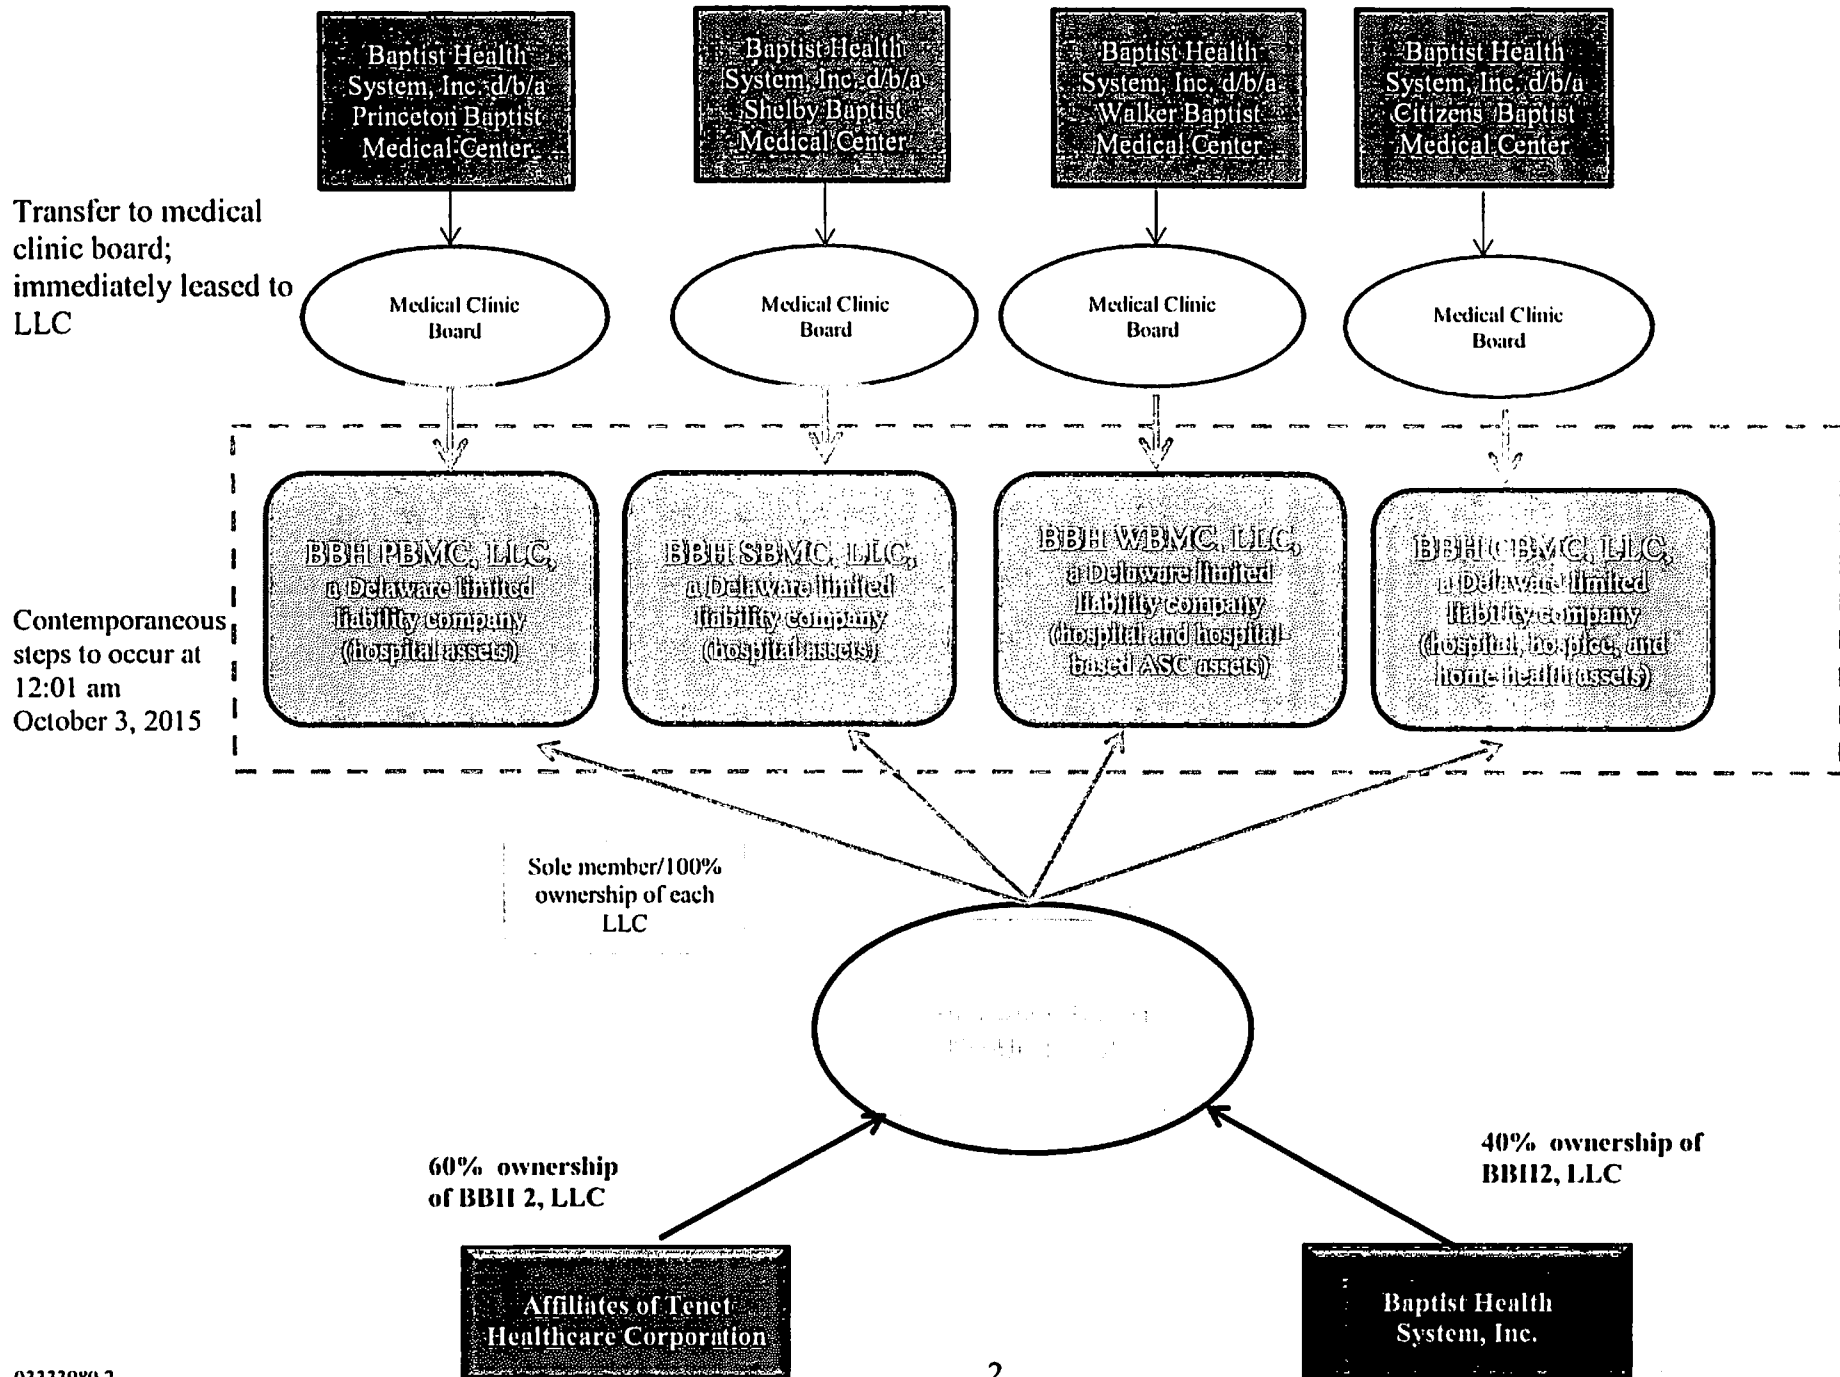 Baptist Health
System, Inc. d/b/a
Princeton Baptist
Medical Center
Baptist Health
System, Inc. d/b/a
Shelby Baptist
Medical Center
Baptist Health
System, Inc. d/b/a
Walker Baptist
Medical Center
Baptist Health
System, Inc. d/b/a
Citizens Baptist
Medical Center
Transfer to medical
clinic board;
immediately leased to
LLC
Medical Clinic
Board
Medical Clinic
Board
Medical Clinic
Board
Medical Clinic
Board
Contemporaneous
steps to occur at
12:01 am
October 3, 2015
BBH PBMC, LLC,
a Delaware limited
liability company
(hospital assets)
BBH SBMC, LLC,
a Delaware limited
liability company
(hospital assets)
BBH WBMC, LLC,
a Delaware limited
liability company
(hospital and hospital-
based ASC assets)
BBH CBMC, LLC,
a Delaware limited
liability company
(hospital, hospice, and
home health assets)
Sole member/100%
ownership of each
LLC
60% ownership
of BBH 2, LLC
40% ownership of
BBH2, LLC
Affiliates of Tenet
Healthcare Corporation
Baptist Health
System, Inc.
2